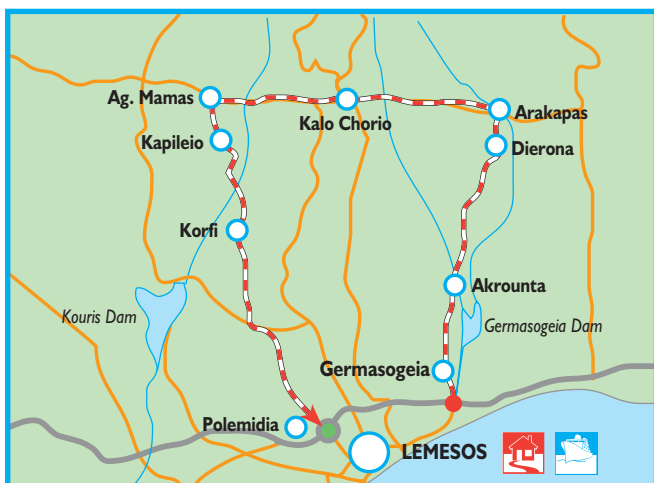 Ag. Mamas
Kalo Chorio
Arakapas
Kapileio
Dierona
Korfi
Akrounta
Kouris Dam
Germasogeia Dam
Germasogeia
Polemidia
LEMESOS